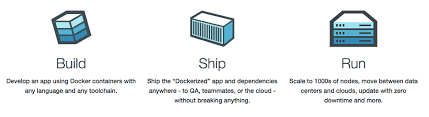 Build
Develop an app using Docker containers with
any language and any toolchain.
Ship
Ship the "Dockerized" app and dependencies
anywhere - to QA, teammates, or the cloud -
without breaking anything.
Run
Scale to 1000s of nodes, move between data
centers and clouds, update with zero
downtime and more.